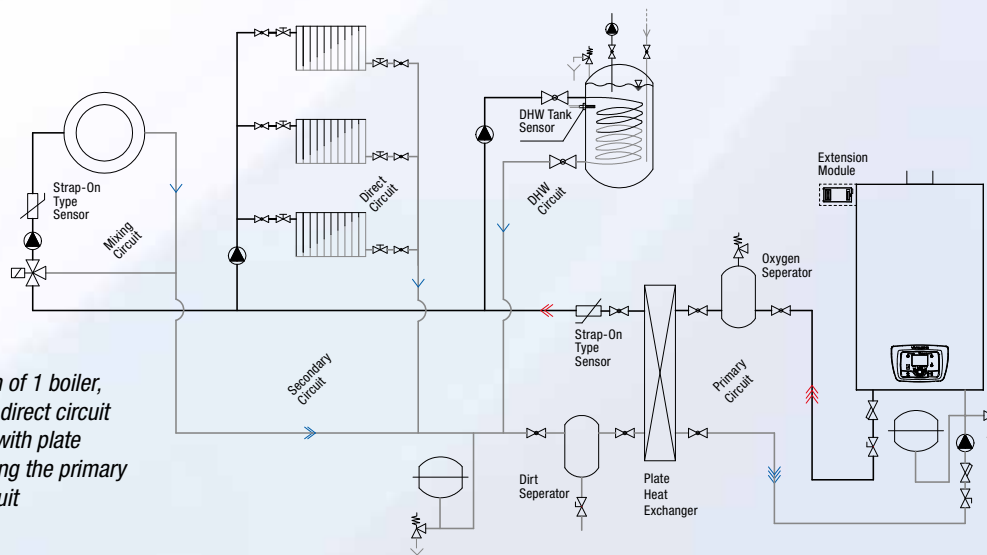 DHW Tank
Sensor
Extension
Module
Strap-On
Type
Sensor
Mixing
Circuit
Direct
Circuit
DHW
Circuit
Oxygen
Seperator
Strap-On
Type
Sensor
Secondary
Circuit
Primary
Circuit
n of 1 boiler,
direct circuit
with plate
ng the primary
uit
Dirt
Seperator
Plate
Heat
Exchanger